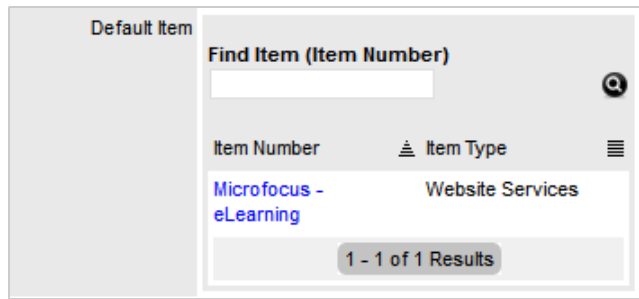 Default Item
Find Item (Item Number)
Item Number Item Type
Microfocus - Website Services
eLearning
1 - 1 of 1 Results